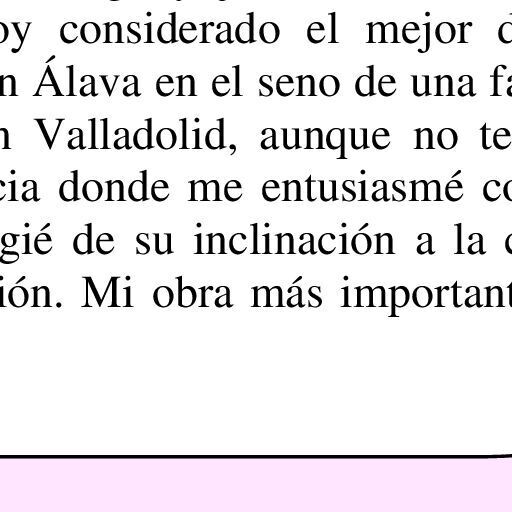 oy considerado el mejor d
n Álava en el seno de una fa
n Valladolid, aunque no te
cia donde me entusiasmé co
gié de su inclinación a la c
ión. Mi obra más important